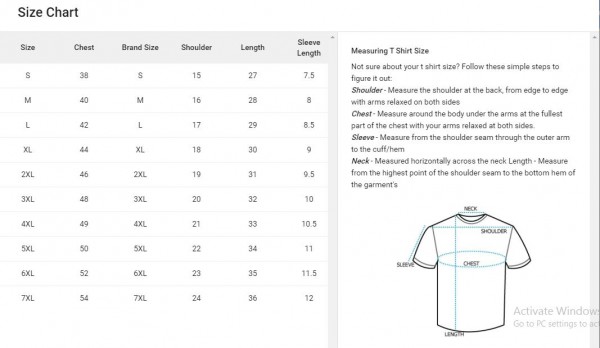 Size Chart
Size Chest Brand Size Shoulder Length Sleeve Length
S 38 S 15 27 7.5
M 40 M 16 28 8
L 42 L 17 29 8.5
XL 44 XL 18 30 9
2XL 46 2XL 19 31 9.5
3XL 48 3XL 20 32 10
4XL 49 4XL 21 33 10.5
5XL 50 5XL 22 34 11
6XL 52 6XL 23 35 11.5
7XL 54 7XL 24 36 12
Measuring T Shirt Size
Not sure about your t shirt size? Follow these simple steps to
figure it out:
Shoulder - Measure the shoulder at the back, from edge to edge
with arms relaxed on both sides
Chest - Measure around the body under the arms at the fullest
part of the chest with your arms relaxed at both sides.
Sleeve - Measure from the shoulder seam through the outer arm
to the cuff/hem
Neck - Measured horizontally across the neck Length - Measure
from the highest point of the shoulder seam to the bottom hem of
the garment's
NECK
SHOULDER
SLEEVE
CHEST
LENGTH
Activate Windows
Go to PC settings to